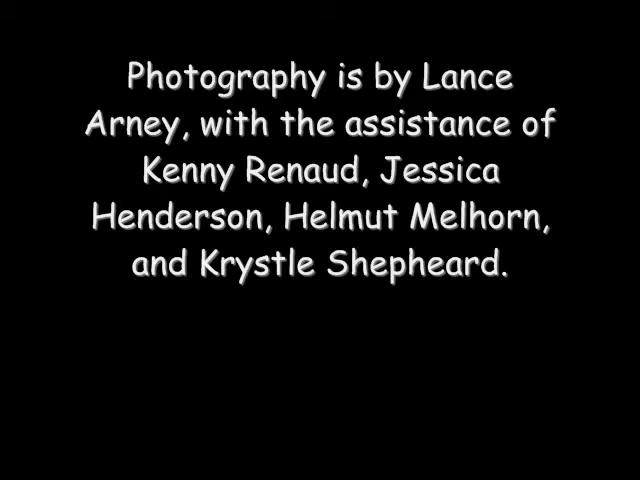 Photography is by Lance
Arney, with the assistance of
Kenny Renaud, Jessica
Henderson, Helmut Melhorn,
and Krystle Shepheard.